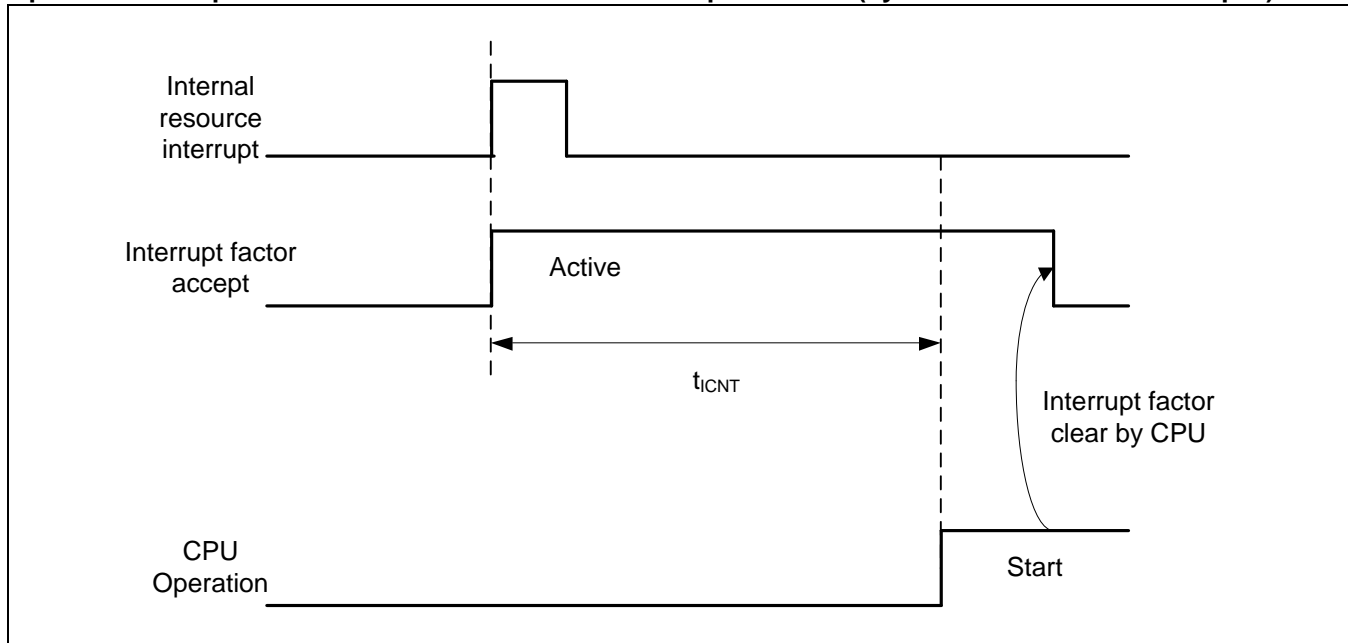 Internal
resource
interrupt
Interrupt factor
accept
Active
tICNT
Interrupt factor
clear by CPU
CPU
Operation
Start